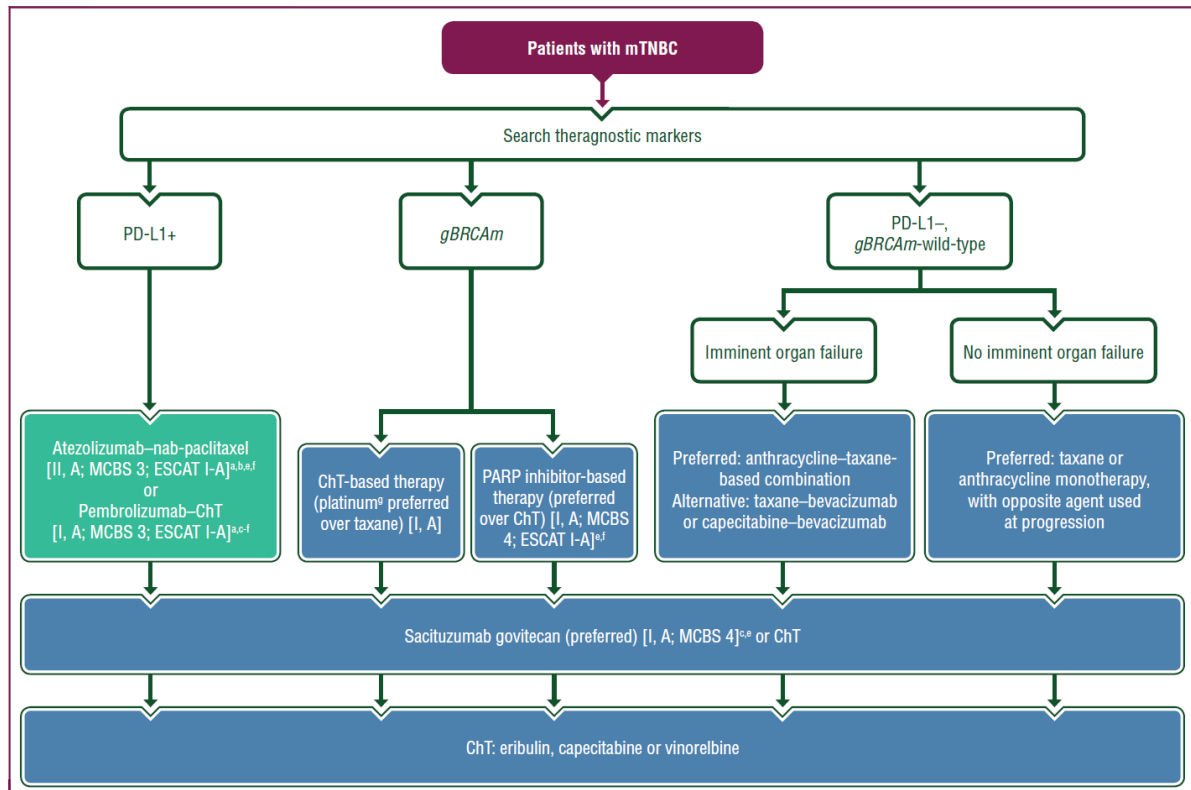 Patients with mTNBC
Search theragnostic markers
PD-L1+
gBRCAm
PD-L1–,
gBRCAm-wild-type
Imminent organ failure
No imminent organ failure
Atezolizumab–nab-paclitaxel
[II, A; MCBS 3; ESCAT I-A]a,b,e,f
or
Pembrolizumab–ChT
[I, A; MCBS 3; ESCAT I-A]a,c-f
ChT-based therapy
(platinumg preferred
over taxane) [I, A]
PARP inhibitor-based
therapy (preferred
over ChT) [I, A; MCBS
4; ESCAT I-A]e,f
Preferred: anthracycline–taxane-
based combination
Alternative: taxane–bevacizumab
or capecitabine–bevacizumab
Preferred: taxane or
anthracycline monotherapy,
with opposite agent used
at progression
Sacituzumab govitecan (preferred) [I, A; MCBS 4]c,e or ChT
ChT: eribulin, capecitabine or vinorelbine